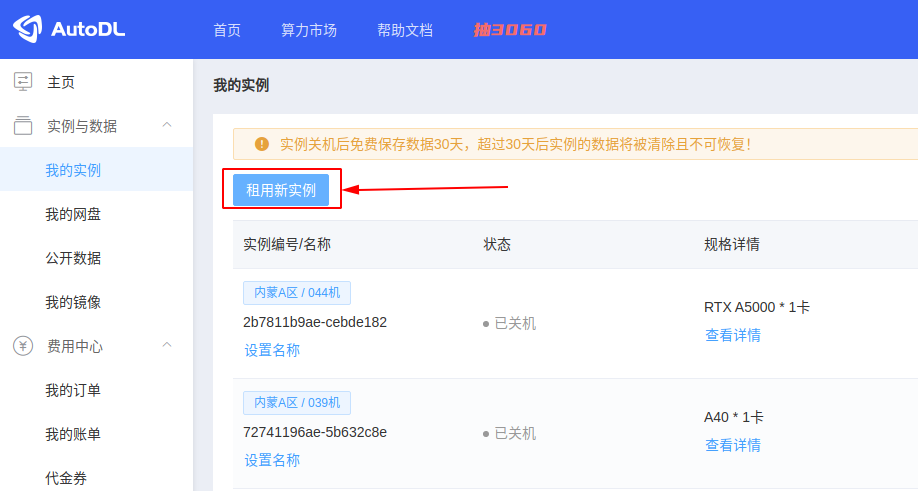 AutoDL
首页 算力市场 帮助文档 抽3060
主页
实例与数据
我的实例
我的网盘
公开数据
我的镜像
费用中心
我的订单
我的账单
代金券
我的实例
实例关机后免费保存数据30天，超过30天后实例的数据将被清除且不可恢复！
租用新实例
实例编号/名称 状态 规格详情
内蒙A区 / 044机
2b7811b9ae-cebde182
设置名称
已关机
RTX A5000 * 1卡
查看详情
内蒙A区 / 039机
72741196ae-5b632c8e
设置名称
已关机
A40 * 1卡
查看详情